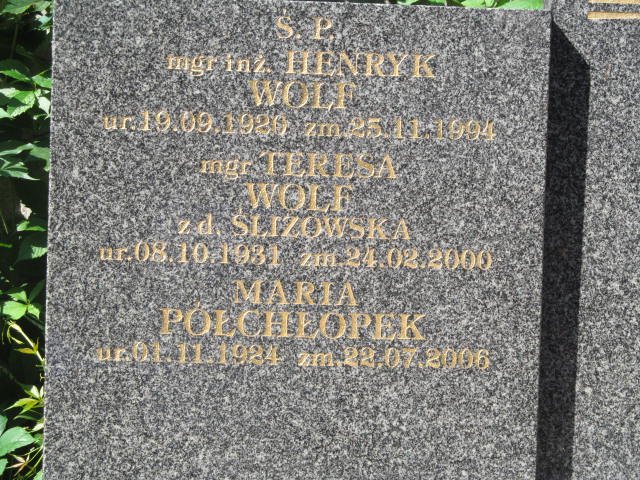 Ś. P.
mgr inż. HENRYK
WOLF
ur.19.09.1920 zm.25.11.1994
mgr TERESA
WOLF
z d. ŚLIZOWSKA
ur.08.10.1931 zm.24.02.2000
MARIA
PÓŁCHŁOPEK
ur.01.11.1924 zm.22.07.2006